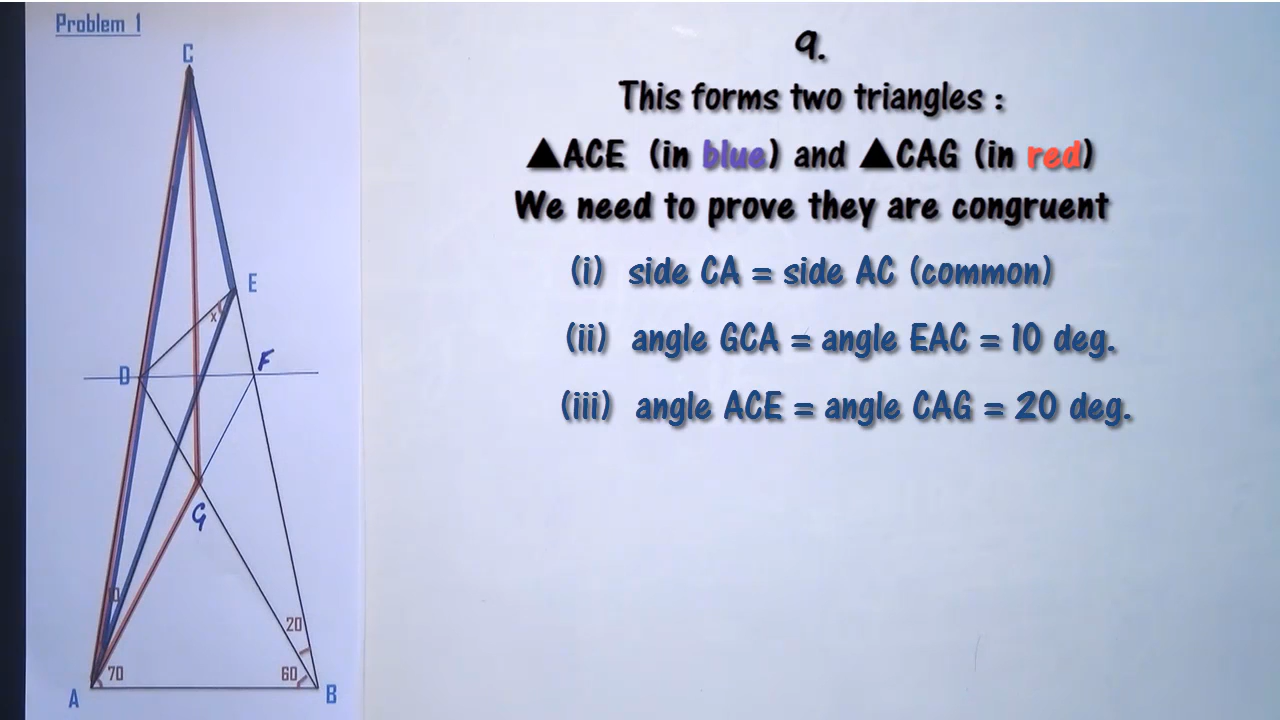 Problem 1
C
E
x
D
F
G
10
20
70
60
A
B
9.
This forms two triangles :
▲ACE (in blue) and ▲CAG (in red)
We need to prove they are congruent
(i) side CA = side AC (common)
(ii) angle GCA = angle EAC = 10 deg.
(iii) angle ACE = angle CAG = 20 deg.